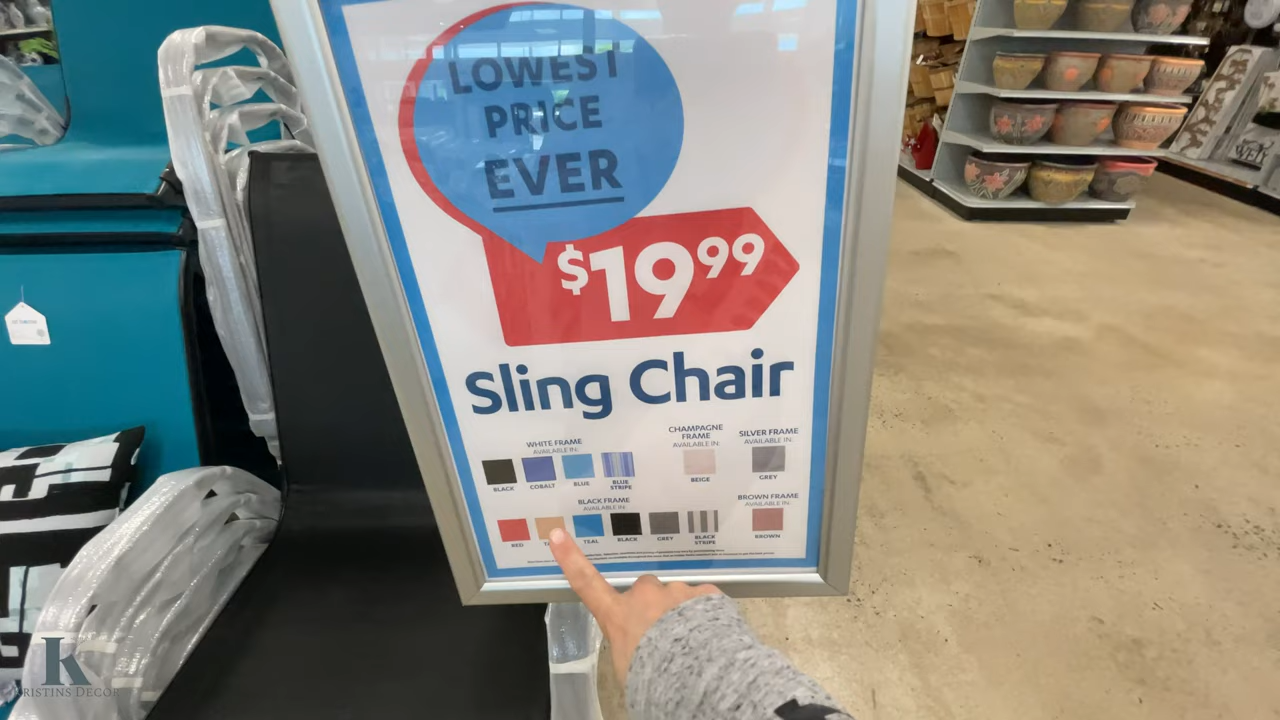 LOWEST
PRICE
EVER
$19.99
Sling Chair
WHITE FRAME
AVAILABLE IN:
BLACK
COBALT
BLUE
BLUE
STRIPE
CHAMPAGNE
FRAME
AVAILABLE IN:
BEIGE
SILVER FRAME
AVAILABLE IN:
GREY
BLACK FRAME
AVAILABLE IN:
RED
TEAL
BLACK
GREY
BLACK
STRIPE
BROWN FRAME
AVAILABLE IN:
BROWN
K
KRISTINS DECOR